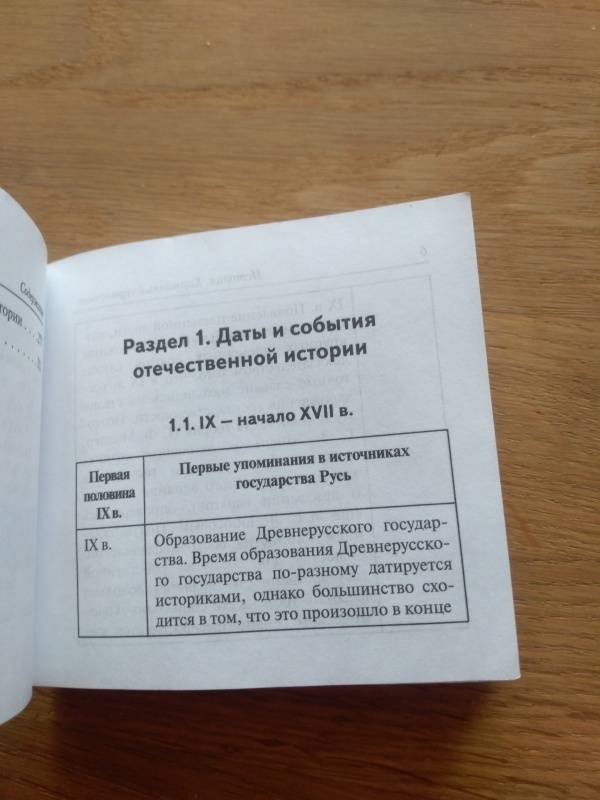 Содержание
Раздел 1. Даты и события
отечественной истории
1.1. IX – начало XVII в.
Первая
половина
IX в.
Первые упоминания в источниках
государства Русь
IX в.
Образование Древнерусского государ-
ства. Время образования Древнерусско-
го государства по-разному датируется
историками, однако большинство схо-
дится в том, что это произошло в конце